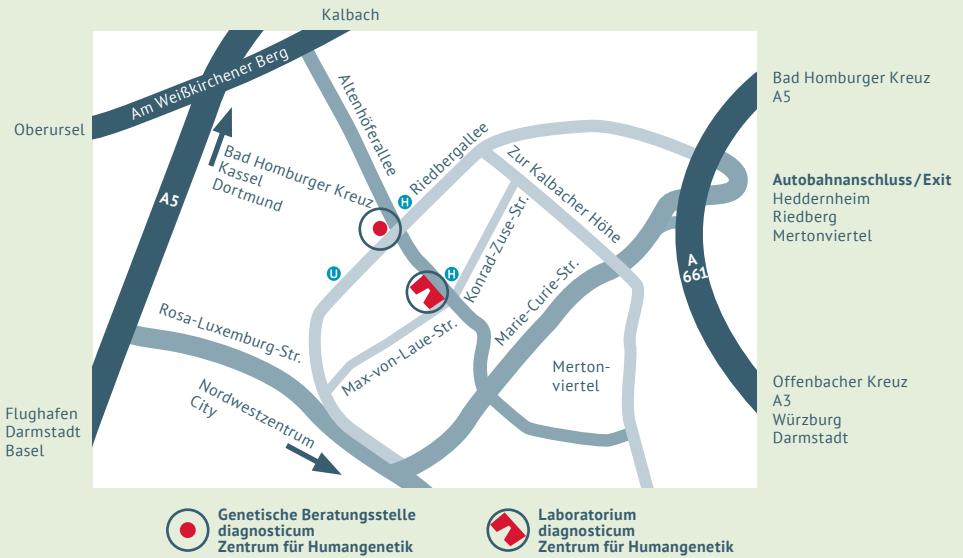 Kalbach
Am Weißkirchener Berg
Oberursel
A5
Bad Homburger Kreuz
Kassel
Dortmund
Altenhöferallee
H
Riedbergallee
Zur Kalbacher Höhe
Bad Homburger Kreuz
A5
Autobahnanschluss/Exit
Heddernheim
Riedberg
Mertonviertel
U
H
Konrad-Zuse-Str.
Marie-Curie-Str.
A
661
Rosa-Luxemburg-Str.
Max-von-Laue-Str.
Merton-
viertel
Nordwestzentrum
City
Flughafen
Darmstadt
Basel
Offenbacher Kreuz
A3
Würzburg
Darmstadt
Genetische Beratungsstelle
diagnosticum
Zentrum für Humangenetik
Laboratorium
diagnosticum
Zentrum für Humangenetik